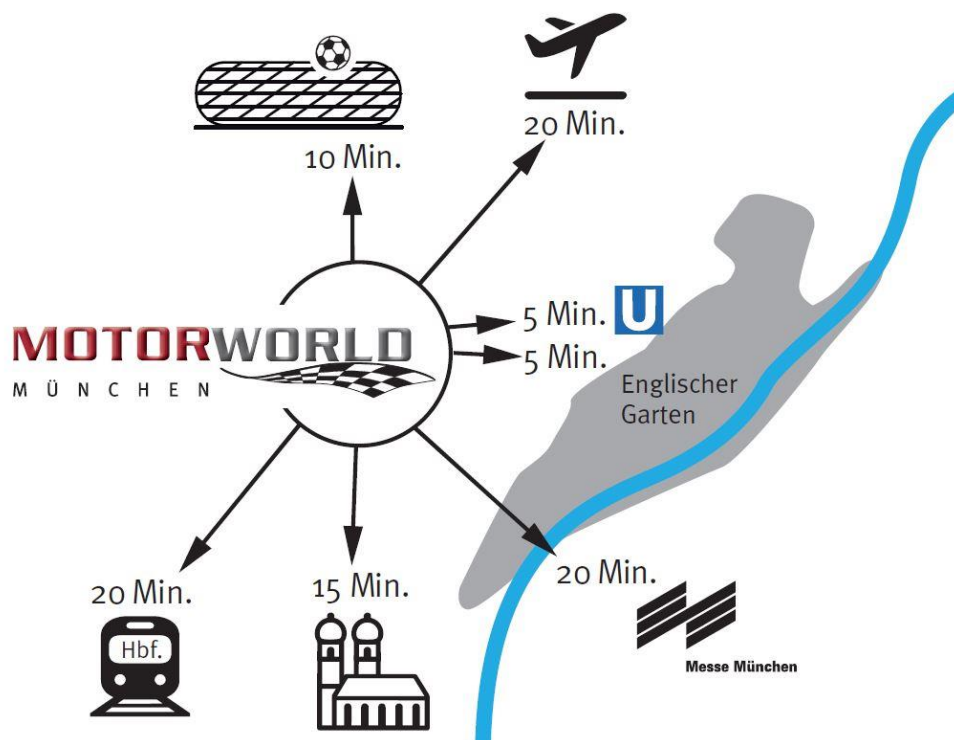 20 Min.
10 Min.
5 Min. U
MOTORWORLD
5 Min.
MÜNCHEN
Englischer
Garten
20 Min.
20 Min.
15 Min.
Hbf.
Messe München